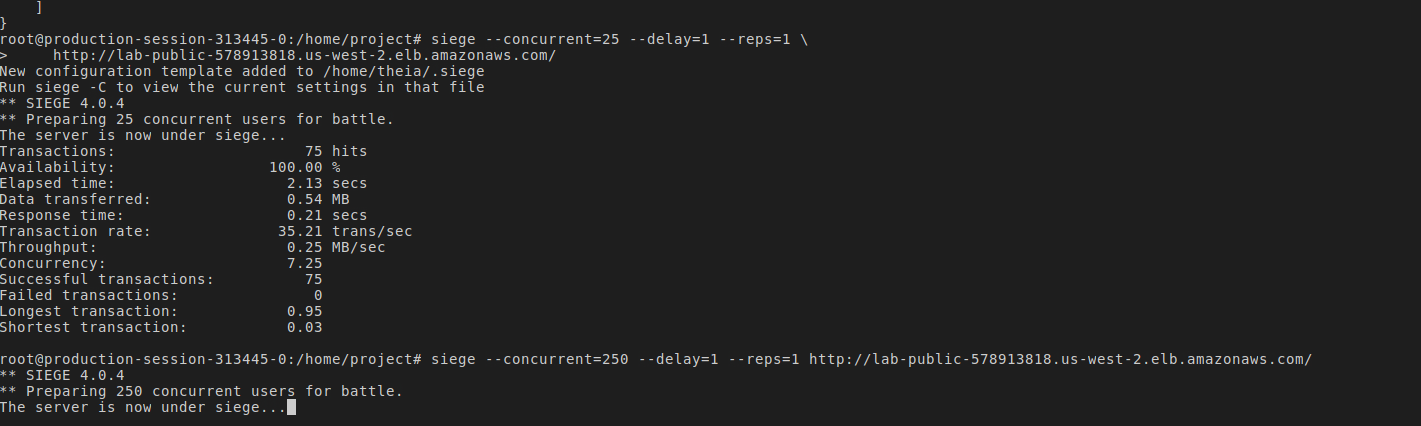 ]
}
root@production-session-313445-0:/home/project# siege --concurrent=25 --delay=1 --reps=1 \
>     http://lab-public-578913818.us-west-2.elb.amazonaws.com/
New configuration template added to /home/theia/.siege
Run siege -C to view the current settings in that file
** SIEGE 4.0.4
** Preparing 25 concurrent users for battle.
The server is now under siege...
Transactions:                     75 hits
Availability:                 100.00 %
Elapsed time:                   2.13 secs
Data transferred:               0.54 MB
Response time:                  0.21 secs
Transaction rate:              35.21 trans/sec
Throughput:                     0.25 MB/sec
Concurrency:                    7.25
Successful transactions:          75
Failed transactions:               0
Longest transaction:            0.95
Shortest transaction:           0.03

root@production-session-313445-0:/home/project# siege --concurrent=250 --delay=1 --reps=1 http://lab-public-578913818.us-west-2.elb.amazonaws.com/
** SIEGE 4.0.4
** Preparing 250 concurrent users for battle.
The server is now under siege...